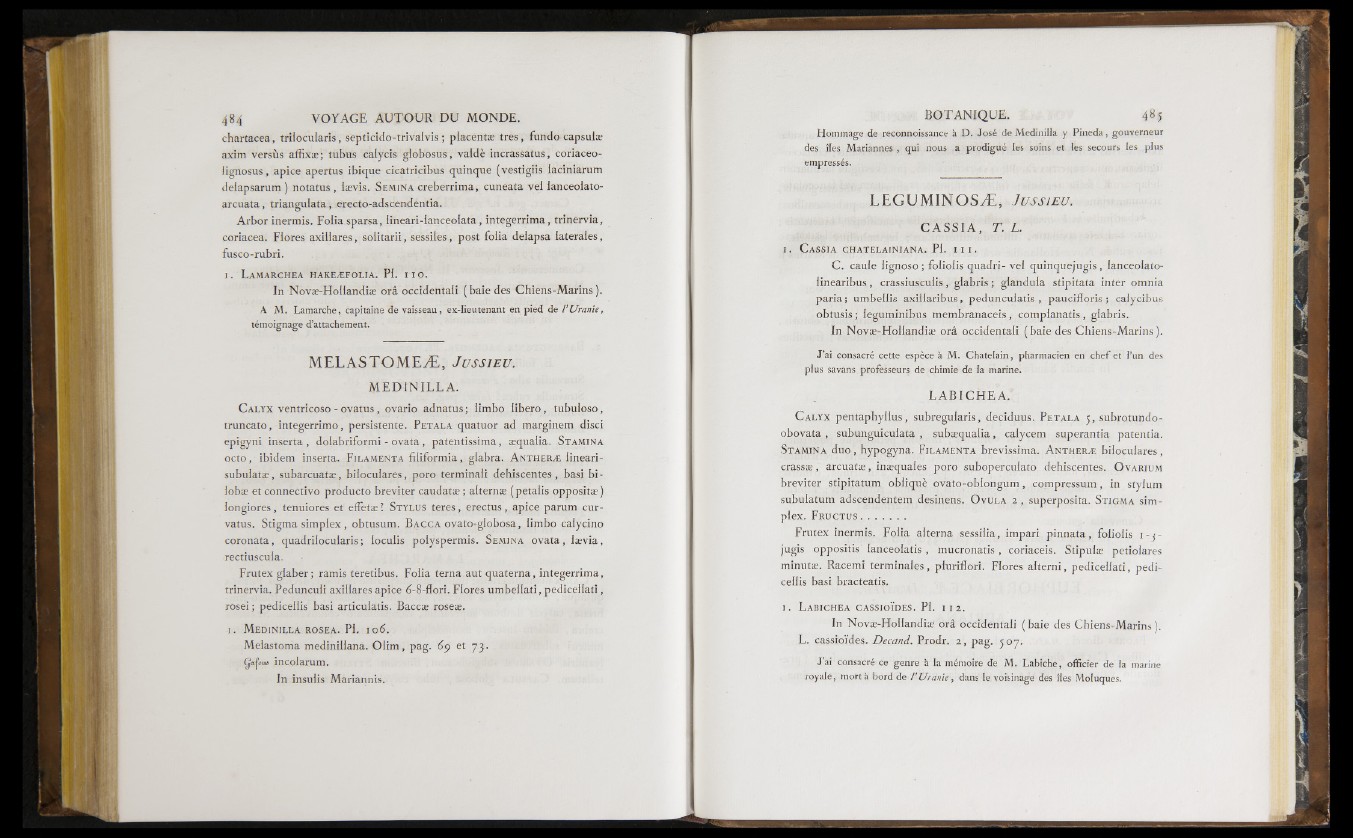 484 VOYAGE AUTOUR DU MONDE.
chartacea, trilocularis, septicido-trivalvis ; placentæ tres, fundo capsulæ
axim versùs affixæ; tubus calycis globosus, valdè incrassatus, coriaceo-
lignosus, apice apertus ibique cicatricibus quinque (vestigiis laciniarum
delapsarum) notatus, lævis. SEMINA creberrima, cuneata vel lanceolato-
arcuata, triangulata, erecto-adscendentia.
Arbor inermis. Folia sparsa, lineari-lanceolata, integerrima, trinervia,
coriacea. Flores axillares, solitarii, sessiles, post folia delapsa laterales,
fusco-rubri.
1. LAMARCHEA HAKEÆFOLIA. Pl. 110.
In Novæ-Hollandiæ orâ occidentali (baie des Chiens-Marins).
A M. Lamarche, capitaine de vaisseau, ex-lieutenant en pied de l'Uranie,
témoignage d'attachement.
MELASTOMEÆ, JUSSIEU.
MEDINILLA.
CALYX ventricoso-ovatus, ovario adnatus; limbo libero, tubuloso,
truncato, integerrimo, persistente. PETALA quatuor ad marginem disci
epigyni inserta, dolabriformi-ovata, patentissima, æqualia. STAMINA
octo, ibidem inserta. FILAMENTA filiformia, glabra. ANTHERÆ lineari-
subulatæ, subarcuatæ, biloculares, poro terminali dehiscentes, basi bi-
lobæ et connectivo producto breviter caudatæ; alternæ (petalis oppositæ)
longiores, tenuiores et effetæ? STYLUS teres, erectus, apice parum cur-
vatus. Stigma simplex, obtusum. BACCA ovato-globosa, limbo calycino
coronata, quadrilocularis; loculis polyspermis. SEMINA ovata, lævia,
rectiuscula.
Frutex glaber; ramis teretibus. Folia terna aut quaterna, integerrima,
trinervia. Pedunculi axillares apice 6-8-flori. Flores umbellati, pedicellati,
rosei; pedicellis basi articulatis. Baccæ roseæ.
1. MEDINILLA ROSEA. Pl. 106.
Melastoma medinillana. Olim, pag. 69 et 73.
incolarum.
In insulis Mariannis.
BOTANIQUE. 485
Hommage de reconnoissance à D. José de Medinilla y Pineda, gouverneur
des îles Mariannes, qui nous a prodigué les soins et les secours les plus
empressés.
LEGUMINOSÆ, JUSSIEU.
CASSIA, T. L.
1. CASSIA CHATELAINIANA. Pl. 111.
C. caule lignoso; foliolis quadri- vel quinquejugis, lanceolato-
linearibus, crassiusculis, glabris; glandula stipitata inter omnia
paria; umbellis axillaribus, pedunculatis, paucifloris; calycibus
obtusis; leguminibus membranaceis, complanatis, glabris.
In Novæ-Hollandiæ orâ occidentali (baie des Chiens-Marins).
J'ai consacré cette espèce à M. Chatelain, pharmacien en chef et l'un des
plus savans professeurs de chimie de la marine.
LABICHEA.
CALYX pentaphyllus, subregularis, deciduus. PETALA 5, subrotundo-
obovata, subunguiculata, subæqualia, calycem superantia patentia.
STAMINA duo, hypogyna. FILAMENTA brevissima. ANTHERÆ biloculares,
crassæ, arcuatæ, inæquales poro suboperculato dehiscentes. OVARIUM
breviter stipitatum obliquè ovato-oblongum, compressum, in stylum
subulatum adscendentem desinens. OVULA 2, superposita. STIGMA sim-
plex. FRUCTUS.......
Frutex inermis. Folia alterna sessilia, impari pinnata, foliolis 1-5-
jugis oppositis lanceolatis, mucronatis, coriaceis. Stipulæ petiolares
minutæ. Racemi terminales, pluriflori. Flores alterni, pedicellati, pedi-
cellis basi bracteatis.
1. LABICHEA CASSIOÏDES. Pl. 112.
In Novæ-Hollandiæ orâ occidentali (baie des Chiens-Marins).
L. cassioïdes. Decand. Prodr. 2, pag. 507.
J'ai consacré ce genre à la mémoire de M. Labiche, officier de la marine
royale, mort à bord de l'Uranie, dans le voisinage des îles Moluques.